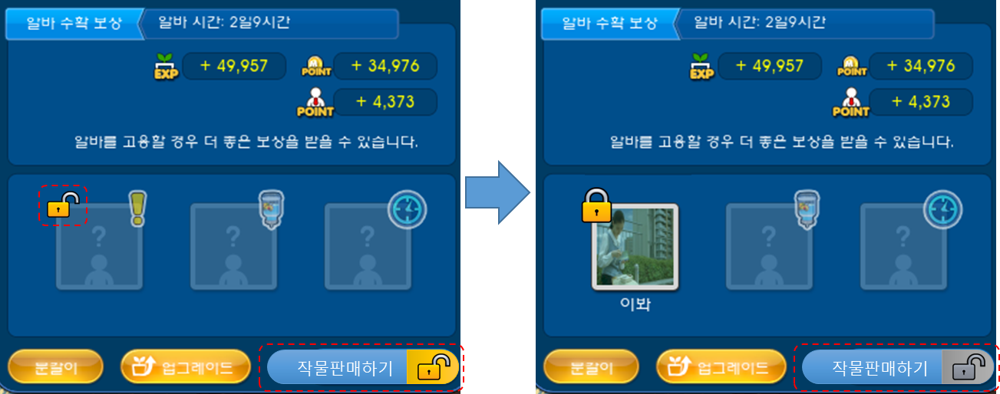 알바 수확 보상
알바 시간: 2일9시간
EXP + 49,957
POINT + 34,976
POINT + 4,373
알바를 고용할 경우 더 좋은 보상을 받을 수 있습니다.
?
?
?
분갈이
업그레이드
작물판매하기
알바 수확 보상
알바 시간: 2일9시간
EXP + 49,957
POINT + 34,976
POINT + 4,373
알바를 고용할 경우 더 좋은 보상을 받을 수 있습니다.
?
?
이봐
분갈이
업그레이드
작물판매하기